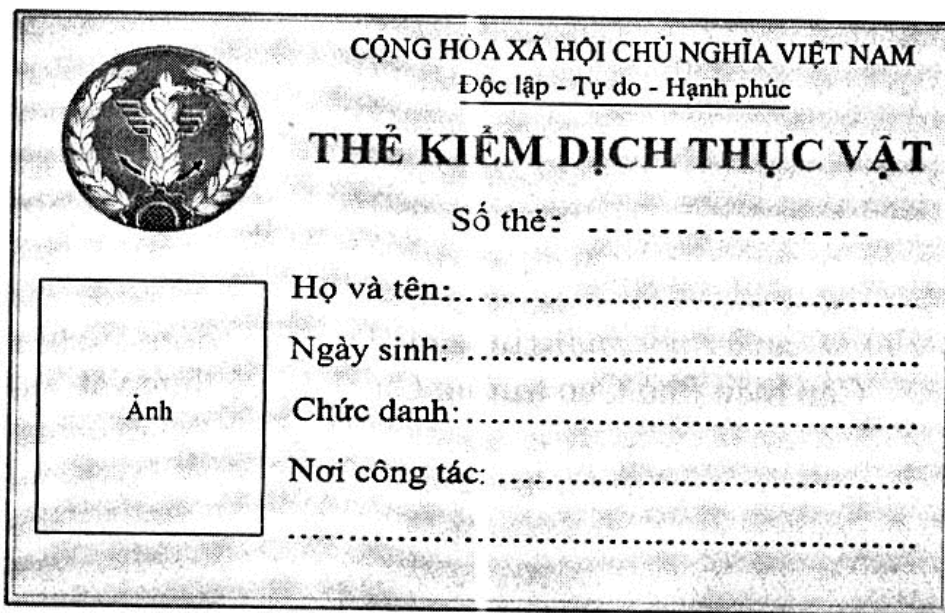 CỘNG HÒA XÃ HỘI CHỦ NGHĨA VIỆT NAM
Độc lập - Tự do - Hạnh phúc
THẺ KIỂM DỊCH THỰC VẬT
Số thẻ: ..................
Họ và tên:........................................
Ngày sinh:........................................
Chức danh:........................................
Ảnh
Nơi công tác: ....................................
............................................................